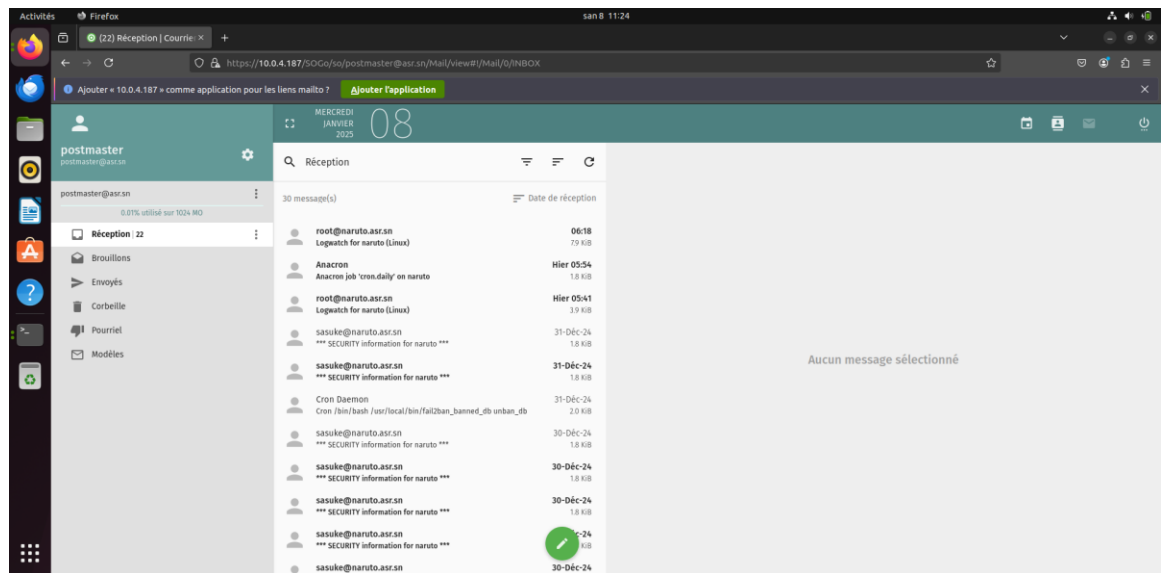 Activités
Firefox
san 8 11:24
(22) Réception | Courrie
https://10.0.4.187/SOGo/so/postmaster@asr.sn/Mail/view#!/Mail/0/INBOX
Ajouter « 10.0.4.187 » comme application pour les liens mailto ?
Ajouter l'application
postmaster
postmaster@asr.sn
MERCREDI
JANVIER
2025
08
postmaster@asr.sn
0.01% utilisé sur 1024 MO
Réception | 22
Brouillons
Envoyés
Corbeille
Pourriel
Modèles
Réception
30 message(s)
Date de réception
root@naruto.asr.sn 06:18
Logwatch for naruto (Linux) 7.9 KiB
Anacron Hier 05:54
Anacron job 'cron.daily' on naruto 1.8 KiB
root@naruto.asr.sn Hier 05:41
Logwatch for naruto (Linux) 3.9 KiB
sasuke@naruto.asr.sn 31-Déc-24
*** SECURITY information for naruto *** 1.8 KiB
sasuke@naruto.asr.sn 31-Déc-24
*** SECURITY information for naruto *** 1.8 KiB
Cron Daemon 31-Déc-24
Cron /bin/bash /usr/local/bin/fail2ban_banned_db unban_db 2.0 KiB
sasuke@naruto.asr.sn 30-Déc-24
*** SECURITY information for naruto *** 1.8 KiB
sasuke@naruto.asr.sn 30-Déc-24
*** SECURITY information for naruto *** 1.8 KiB
sasuke@naruto.asr.sn 30-Déc-24
*** SECURITY information for naruto *** 1.8 KiB
sasuke@naruto.asr.sn c-24
*** SECURITY information for naruto *** KiB
sasuke@naruto.asr.sn 30-Déc-24
Aucun message sélectionné